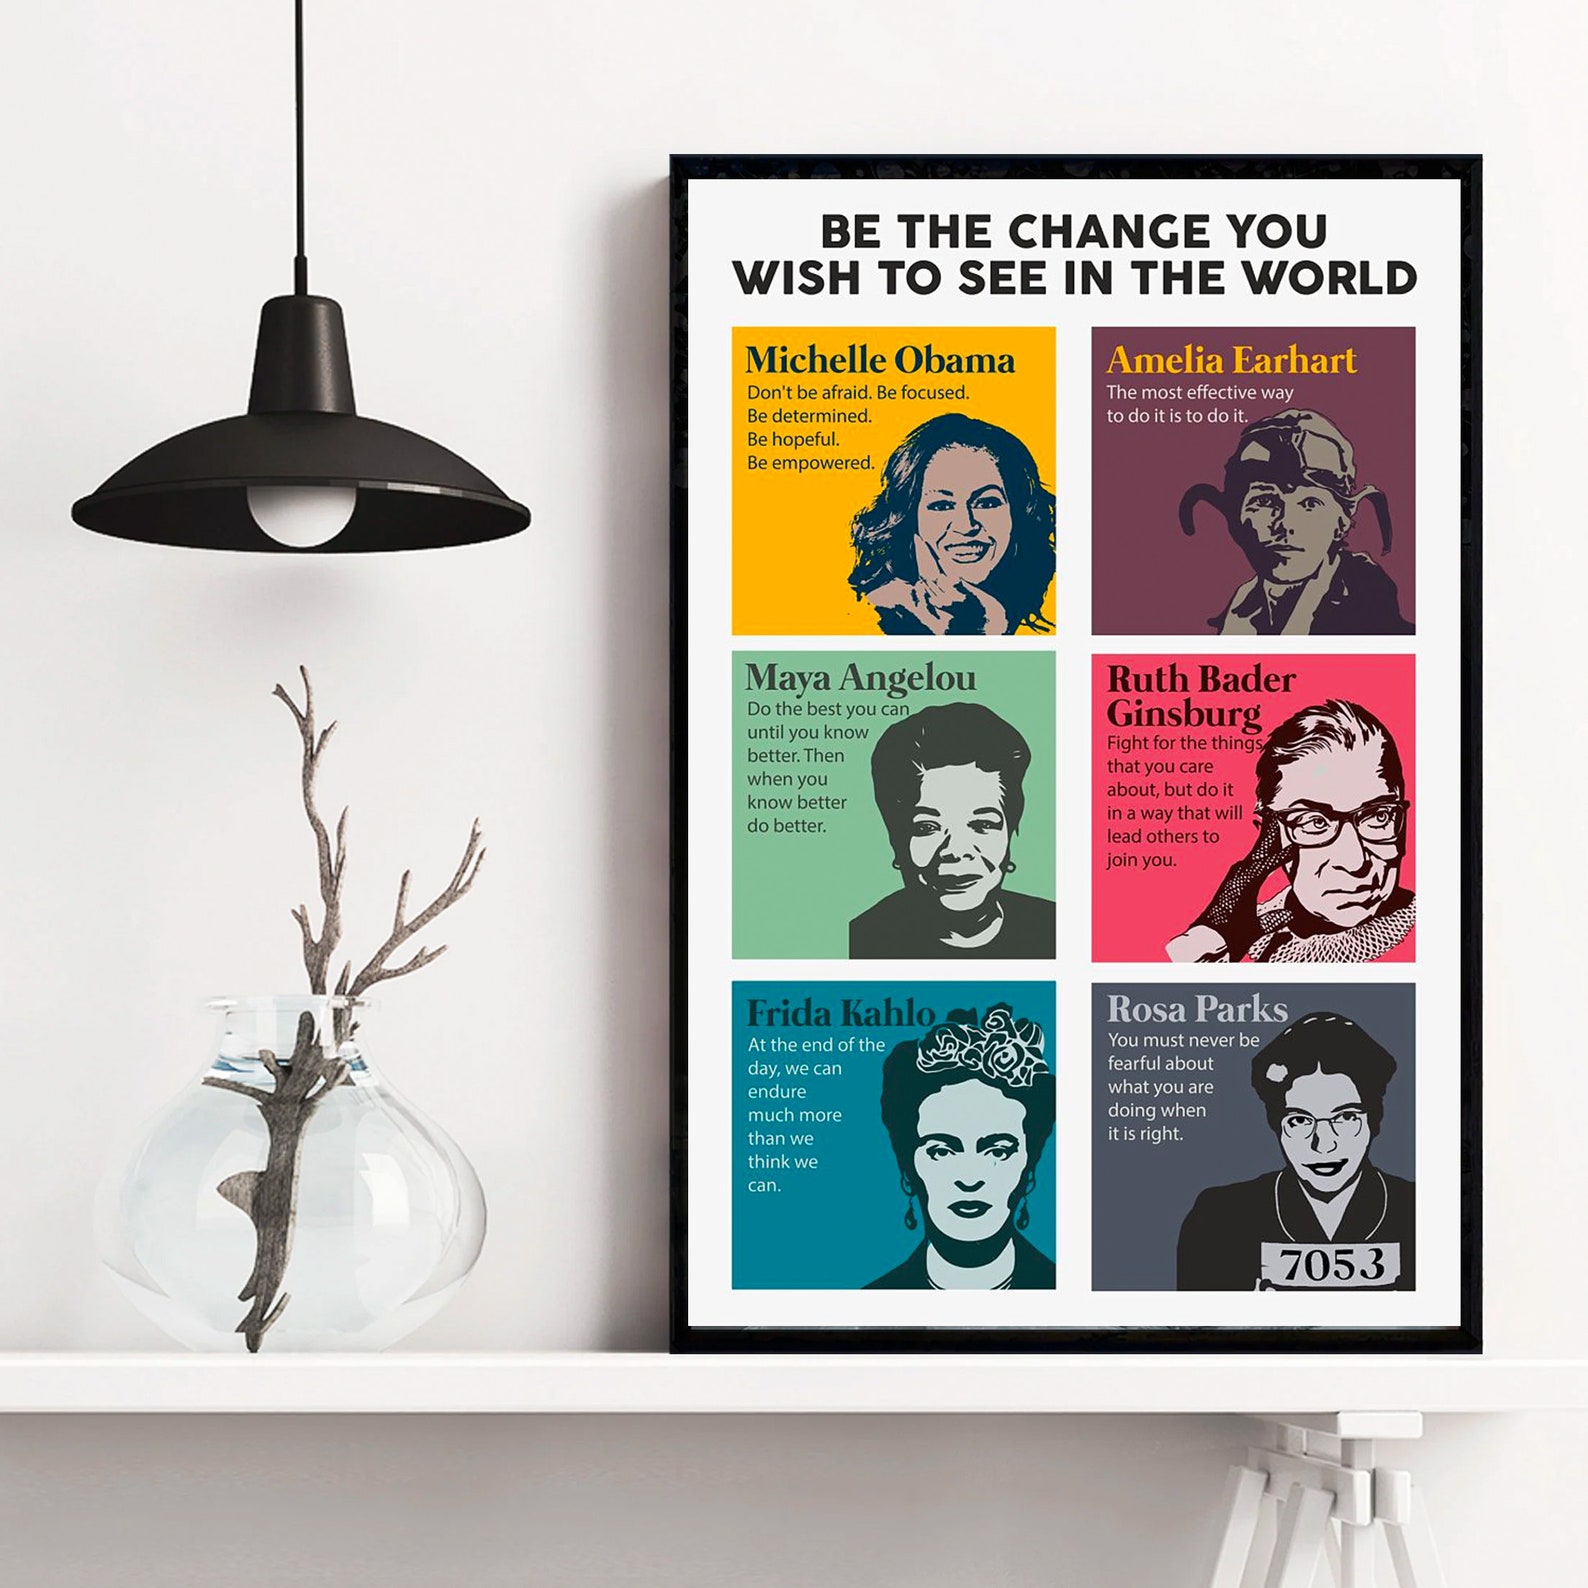 BE THE CHANGE YOU
WISH TO SEE IN THE WORLD
Michelle Obama
Don't be afraid. Be focused.
Be determined.
Be hopeful.
Be empowered.
Amelia Earhart
The most effective way
to do it is to do it.
Maya Angelou
Do the best you can
until you know
better. Then
when you
know better
do better.
Ruth Bader
Ginsburg
Fight for the things
that you care
about, but do it
in a way that will
lead others to
join you.
Frida Kahlo
At the end of the
day, we can
endure
much more
than we
think we
can.
Rosa Parks
You must never be
fearful about
what you are
doing when
it is right.
7053